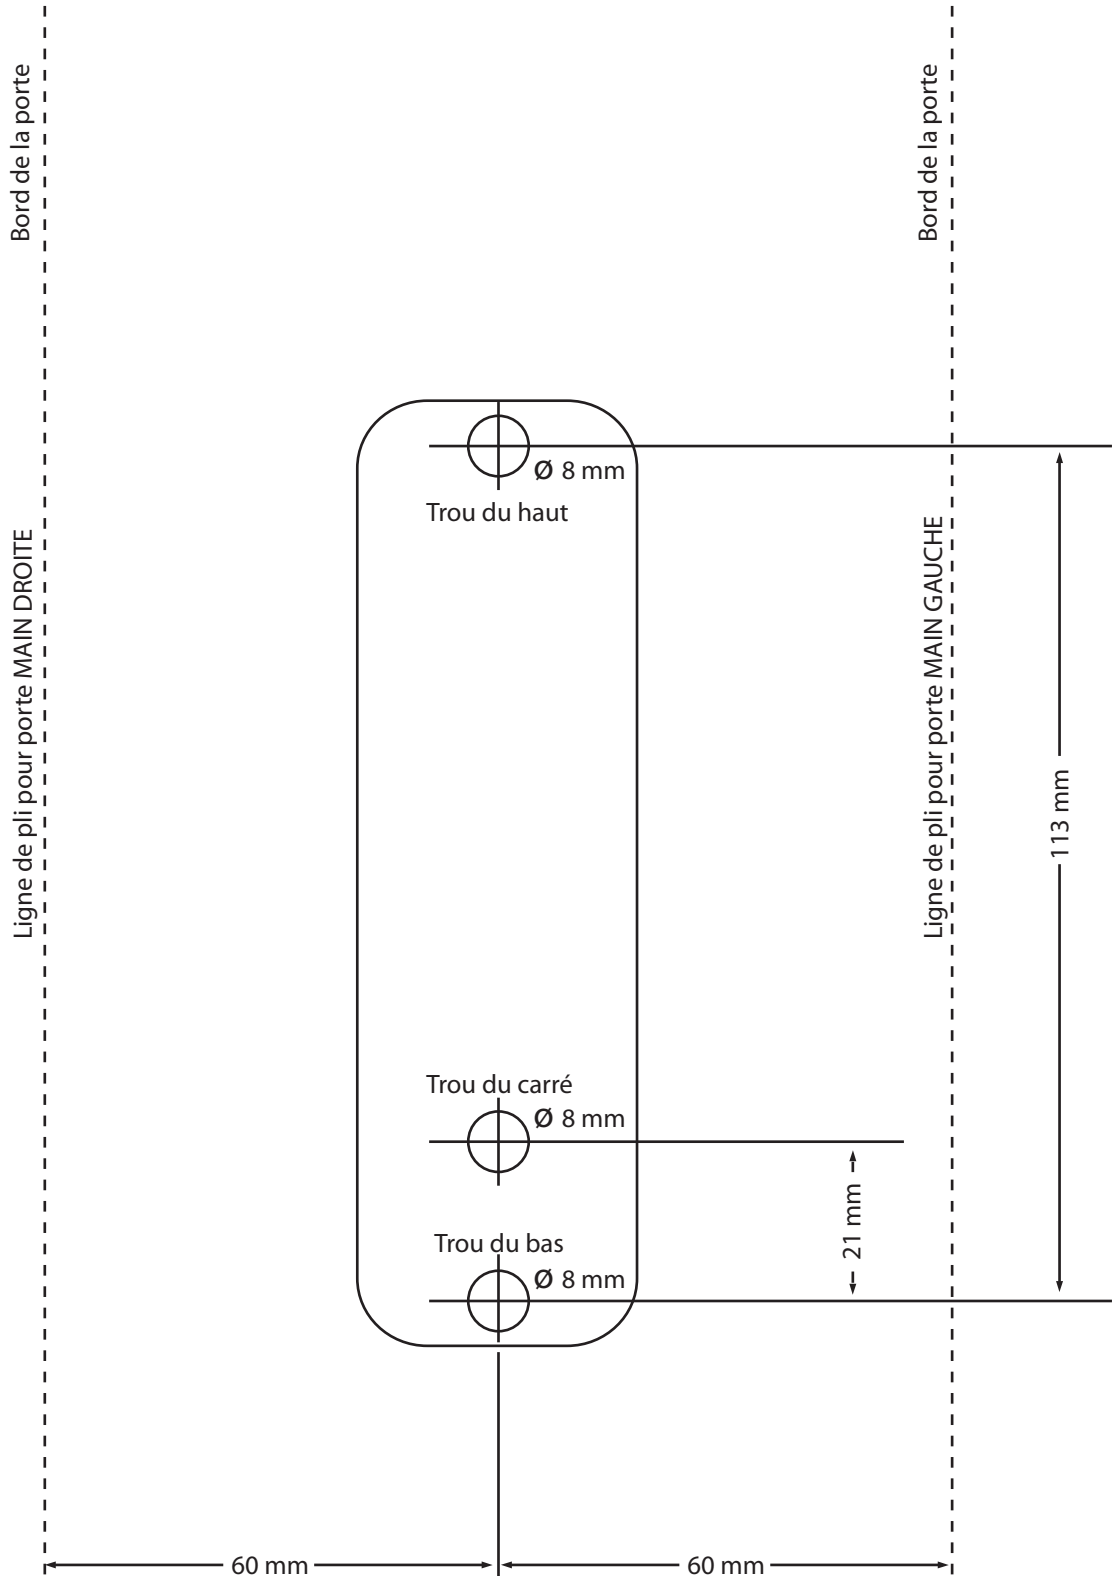 Bord de la porte
Bord de la porte
Ø 8 mm
Trou du haut
Ligne de pli pour porte MAIN DROITE
Ligne de pli pour porte MAIN GAUCHE
113 mm
Trou du carré
Ø 8 mm
21 mm
Trou du bas
Ø 8 mm
60 mm
60 mm